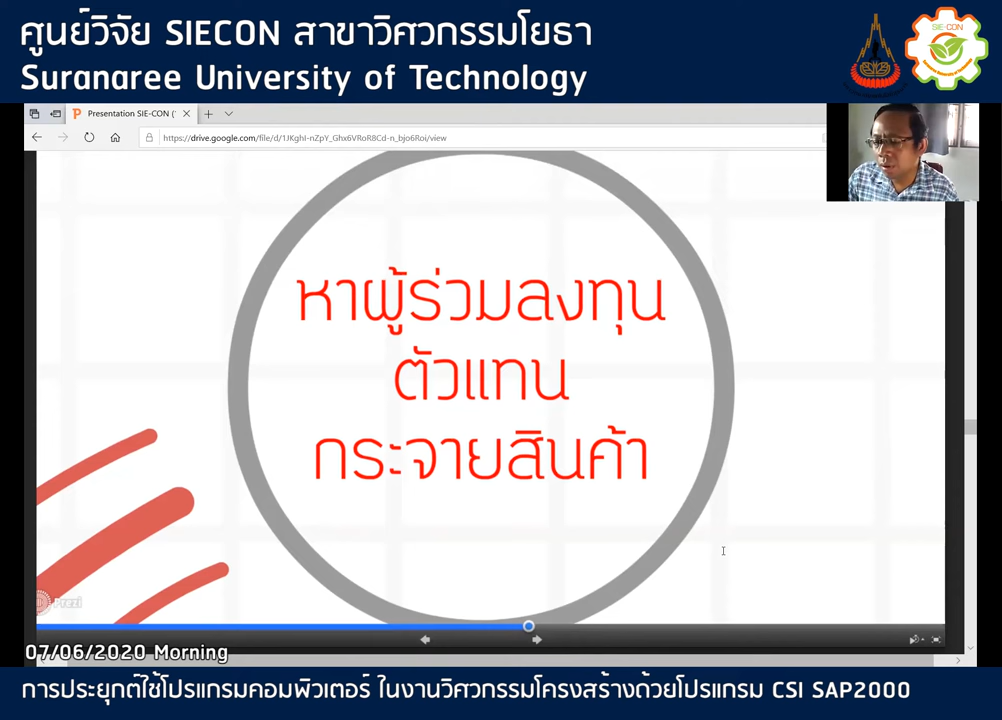 ศูนย์วิจัย SIECON สาขาวิศวกรรมโยธา
Suranaree University of Technology
SIE-CON
Presentation SIE-CON (
https://drive.google.com/file/d/1JKghI-nZpY_Ghx6VRoR8Cd-n_bjo6Roi/view
หาผู้ร่วมลงทุน
ตัวแทน
กระจายสินค้า
Prezi
07/06/2020 Morning
การประยุกต์ใช้โปรแกรมคอมพิวเตอร์ ในงานวิศวกรรมโครงสร้างด้วยโปรแกรม CSI SAP2000